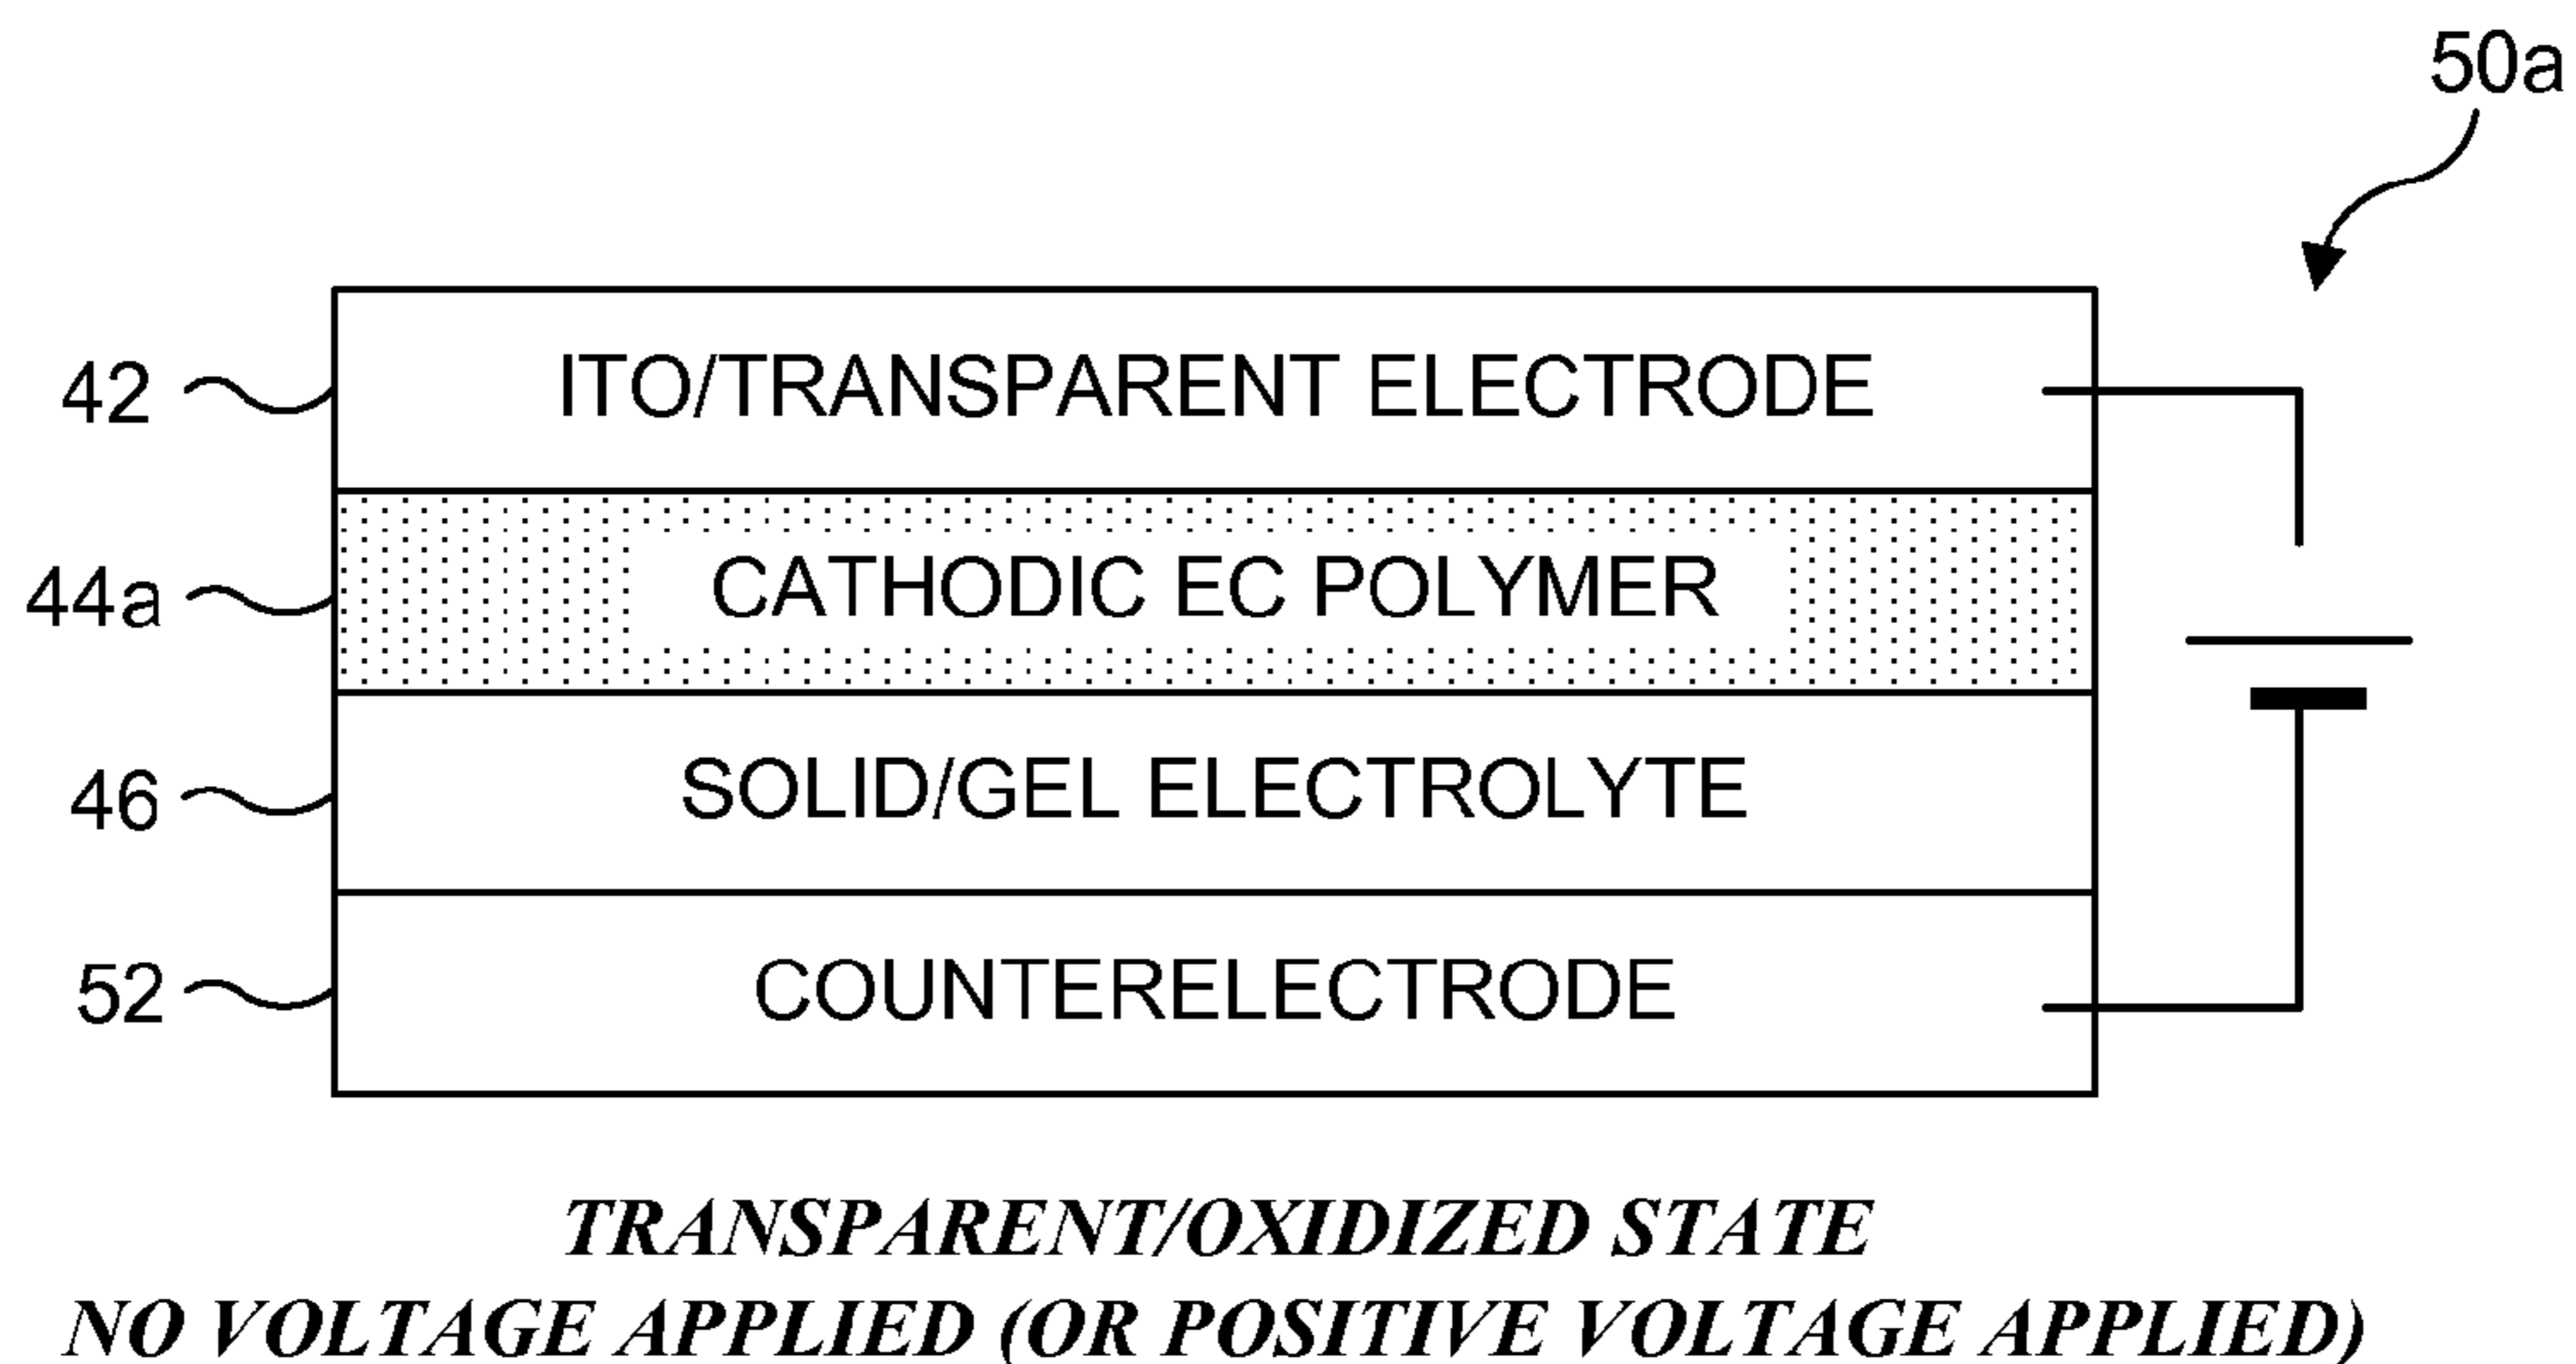 50a
42
ITO/TRANSPARENT ELECTRODE
44a
CATHODIC EC POLYMER
46
SOLID/GEL ELECTROLYTE
52
COUNTERELECTRODE
TRANSPARENT/OXIDIZED STATE
NO VOLTAGE APPLIED (OR POSITIVE VOLTAGE APPLIED)